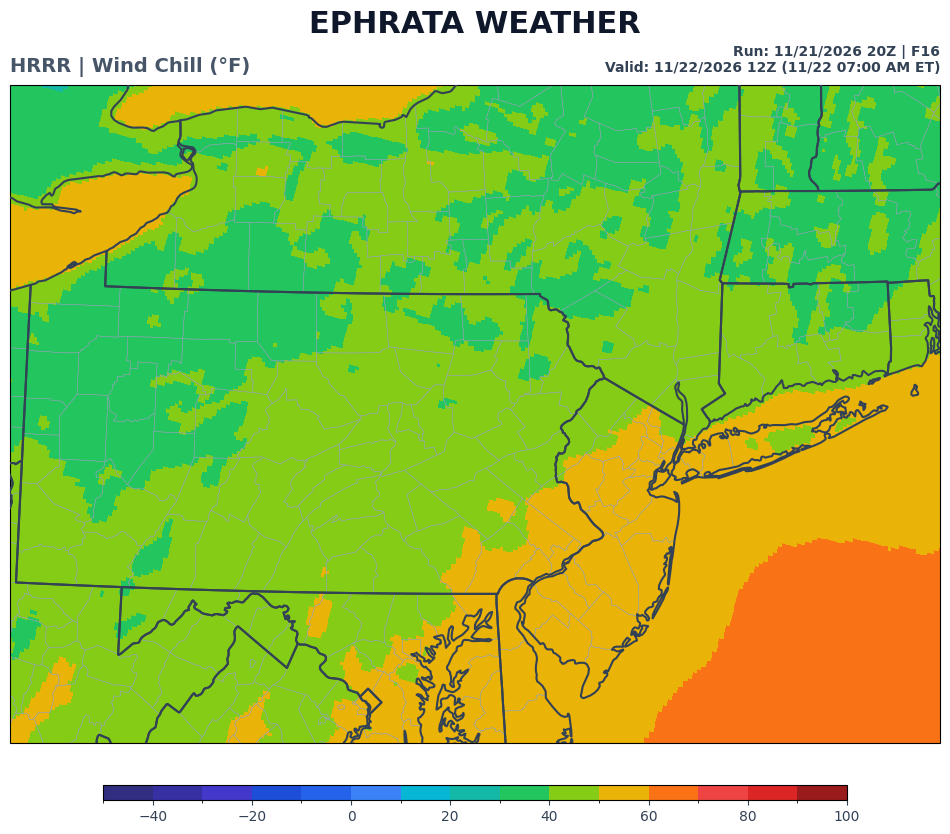 EPHRATA WEATHER
HRRR | Wind Chill (°F)
Run: 11/21/2026 20Z | F16
Valid: 11/22/2026 12Z (11/22 07:00 AM ET)
−40 −20 0 20 40 60 80 100